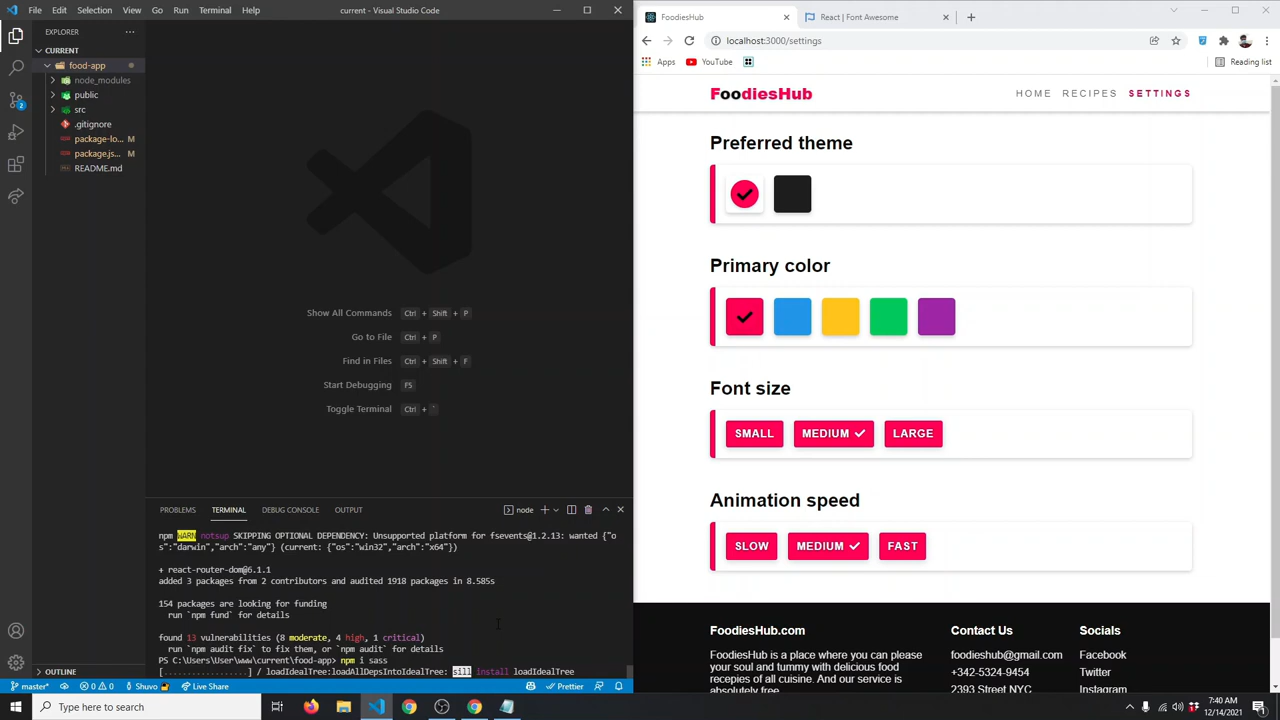 File Edit Selection View Go Run Terminal Help
current - Visual Studio Code
EXPLORER
CURRENT
food-app
node_modules
public
src
.gitignore
package-lo... M
package.js... M
README.md
OUTLINE
Show All Commands Ctrl + Shift + P
Go to File Ctrl + P
Find in Files Ctrl + Shift + F
Start Debugging F5
Toggle Terminal Ctrl + `
PROBLEMS TERMINAL DEBUG CONSOLE OUTPUT
node
npm WARN notsup SKIPPING OPTIONAL DEPENDENCY: Unsupported platform for fsevents@1.2.13: wanted {"o
s":"darwin","arch":"any"} (current: {"os":"win32","arch":"x64"})
+ react-router-dom@6.1.1
added 3 packages from 2 contributors and audited 1918 packages in 8.585s
154 packages are looking for funding
run `npm fund` for details
found 13 vulnerabilities (8 moderate, 4 high, 1 critical)
run `npm audit fix` to fix them, or `npm audit` for details
PS C:\Users\User\www\current\food-app> npm i sass
[..................] / loadIdealTree:loadAllDepsIntoIdealTree: sill install loadIdealTree
master* 0 0 Shuvo Live Share Prettier
FoodiesHub
React | Font Awesome
localhost:3000/settings
Apps YouTube Reading list
FoodiesHub
HOME RECIPES SETTINGS
Preferred theme
Primary color
Font size
SMALL MEDIUM LARGE
Animation speed
SLOW MEDIUM FAST
FoodiesHub.com
FoodiesHub is a place where you can please
your soul and tummy with delicious food
recepies of all cuisine. And our service is
absolutely free.
Contact Us
foodieshub@gmail.com
+342-5324-9454
2393 Street NYC
Socials
Facebook
Twitter
Instagram
Type here to search
7:40 AM
12/14/2021